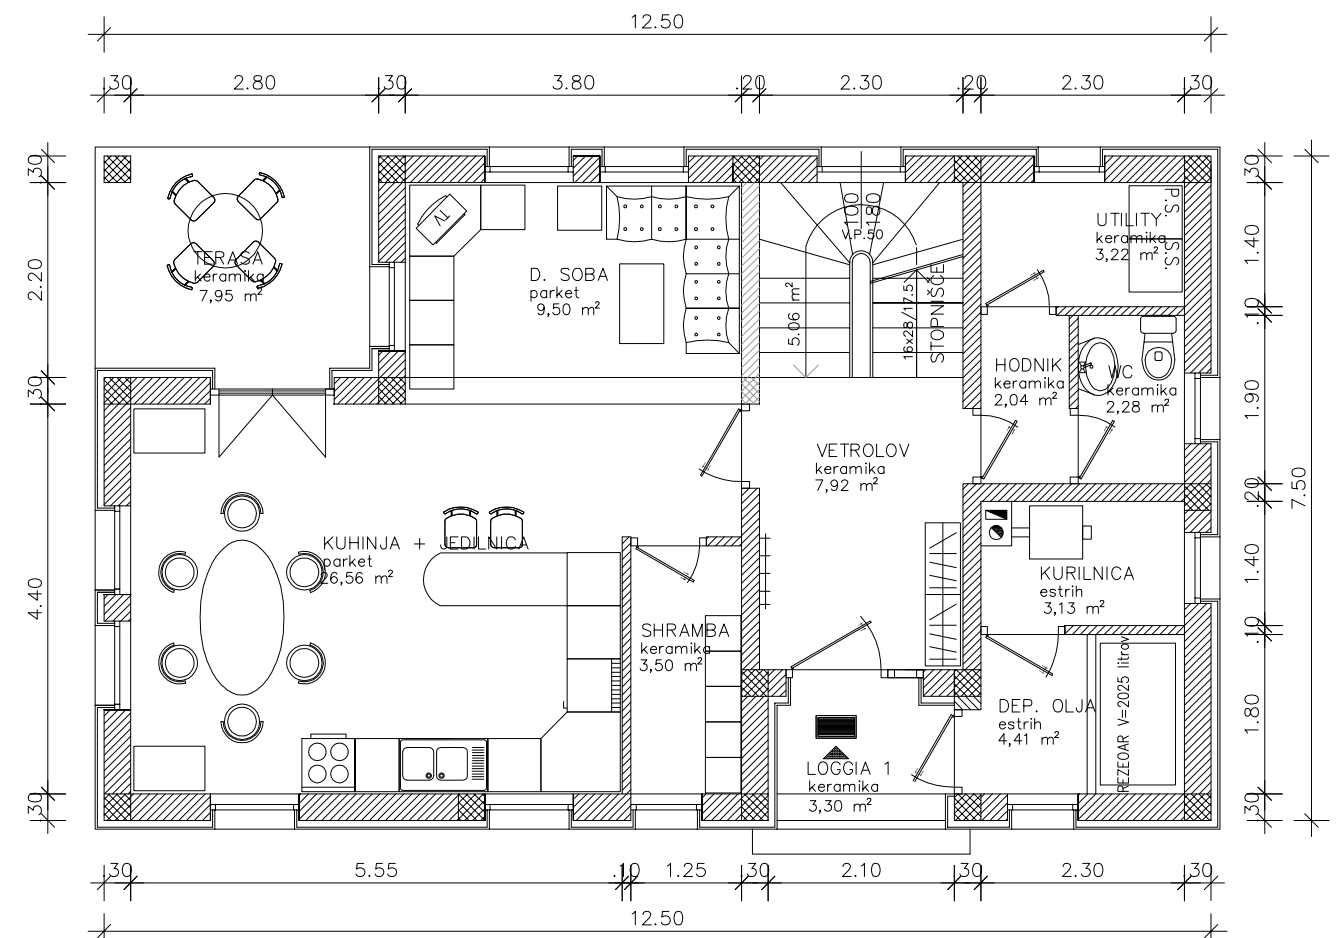 12.50
.30 2.80 .30 3.80 .20 2.30 .20 2.30 .30
.30
2.20
.30
4.40
.30
TERASA
keramika
7,95 m²
TV
D. SOBA
parket
9,50 m²
100
180
V.P.50
5.06 m²
16x28/17.5
STOPNIŠČE
UTILITY
keramika
3,22 m²
P.S.
S.S.
HODNIK
keramika
2,04 m²
WC
keramika
2,28 m²
VETROLOV
keramika
7,92 m²
KUHINJA + JEDILNICA
parket
26,56 m²
SHRAMBA
keramika
3,50 m²
KURILNICA
estrih
3,13 m²
DEP. OLJA
estrih
4,41 m²
REZEOAR V=2025 litrov
LOGGIA 1
keramika
3,30 m²
.30
1.40
.10
1.90
.20
1.40
.10
1.80
.30
7.50
.30 5.55 .10 1.25 .30 2.10 .30 2.30 .30
12.50